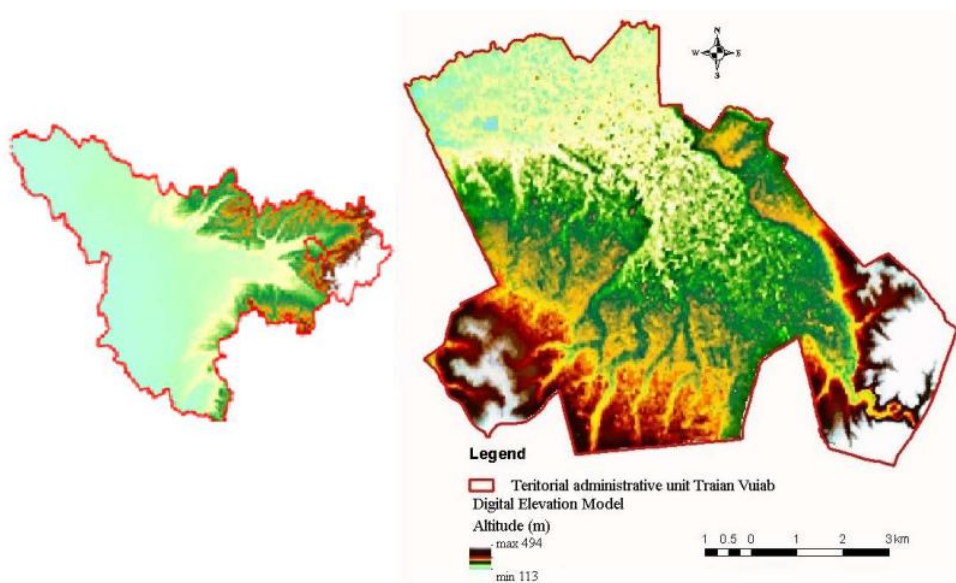 N
W E
S
Legend
Teritorial administrative unit Traian Vuiab
Digital Elevation Model
Altitude (m)
max 494
min 113
1 0.5 0 1 2 3 km